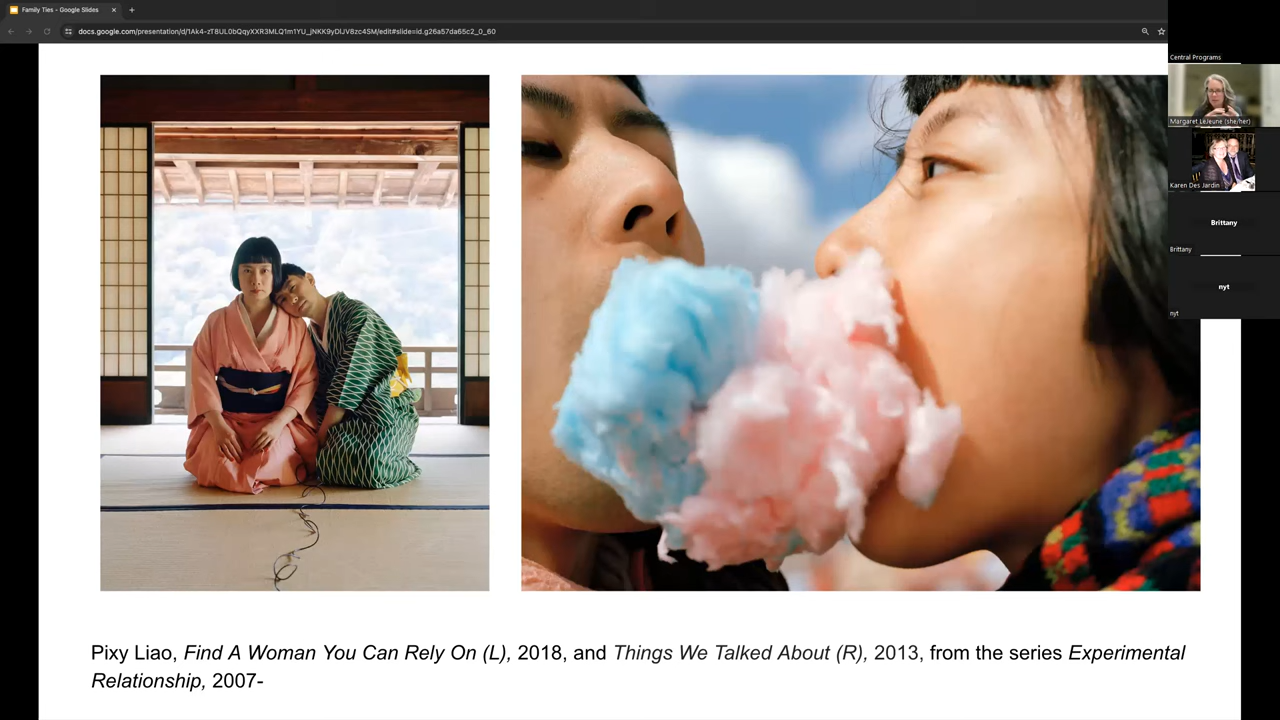 Family Ties - Google Slides
docs.google.com/presentation/d/1Ak4-zT8UL0bQqyXXR3MLQ1m1YU_jNKK9yDlJV8zc4SM/edit#slide=id.g26a57da65c2_0_60
Central Programs
Margaret LeJeune (she/her)
Karen Des Jardin
Brittany
Brittany
nyt
nyt
Pixy Liao, Find A Woman You Can Rely On (L), 2018, and Things We Talked About (R), 2013, from the series Experimental
Relationship, 2007-